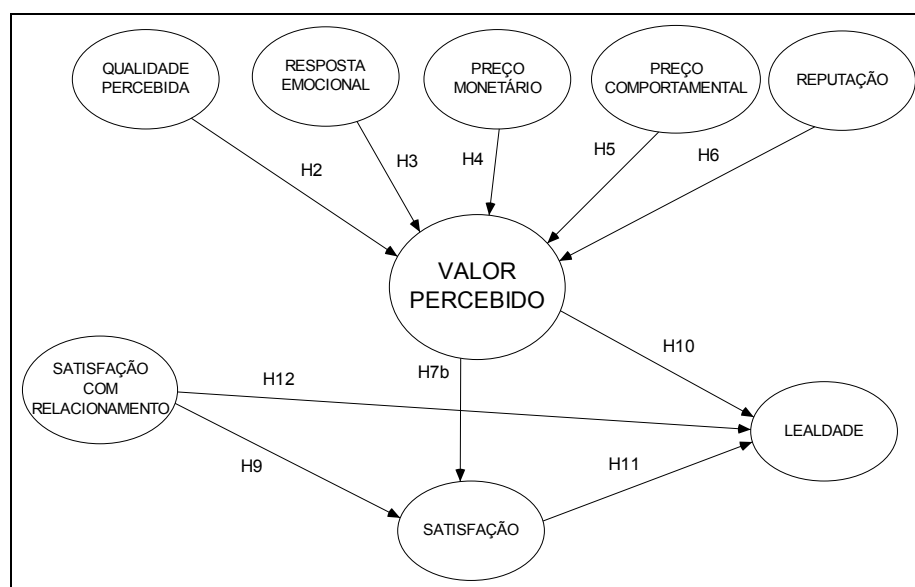 QUALIDADE
PERCEBIDA
RESPOSTA
EMOCIONAL
PREÇO
MONETÁRIO
PREÇO
COMPORTAMENTAL
REPUTAÇÃO
H2
H3
H4
H5
H6
VALOR
PERCEBIDO
SATISFAÇÃO
COM
RELACIONAMENTO
H12
H7b
H10
LEALDADE
H9
H11
SATISFAÇÃO